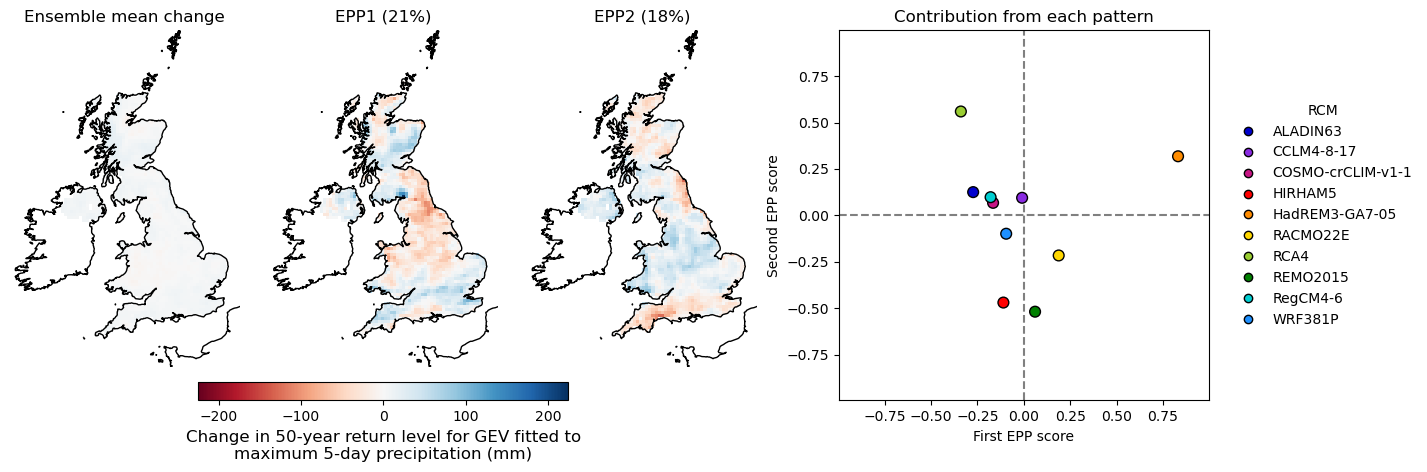 Ensemble mean change
EPP1 (21%)
EPP2 (18%)
Contribution from each pattern
−200
−100
0
100
200
Change in 50-year return level for GEV fitted to
maximum 5-day precipitation (mm)
Second EPP score
0.75
0.50
0.25
0.00
−0.25
−0.50
−0.75
−0.75
−0.50
−0.25
0.00
0.25
0.50
0.75
First EPP score
RCM
ALADIN63
CCLM4-8-17
COSMO-crCLIM-v1-1
HIRHAM5
HadREM3-GA7-05
RACMO22E
RCA4
REMO2015
RegCM4-6
WRF381P